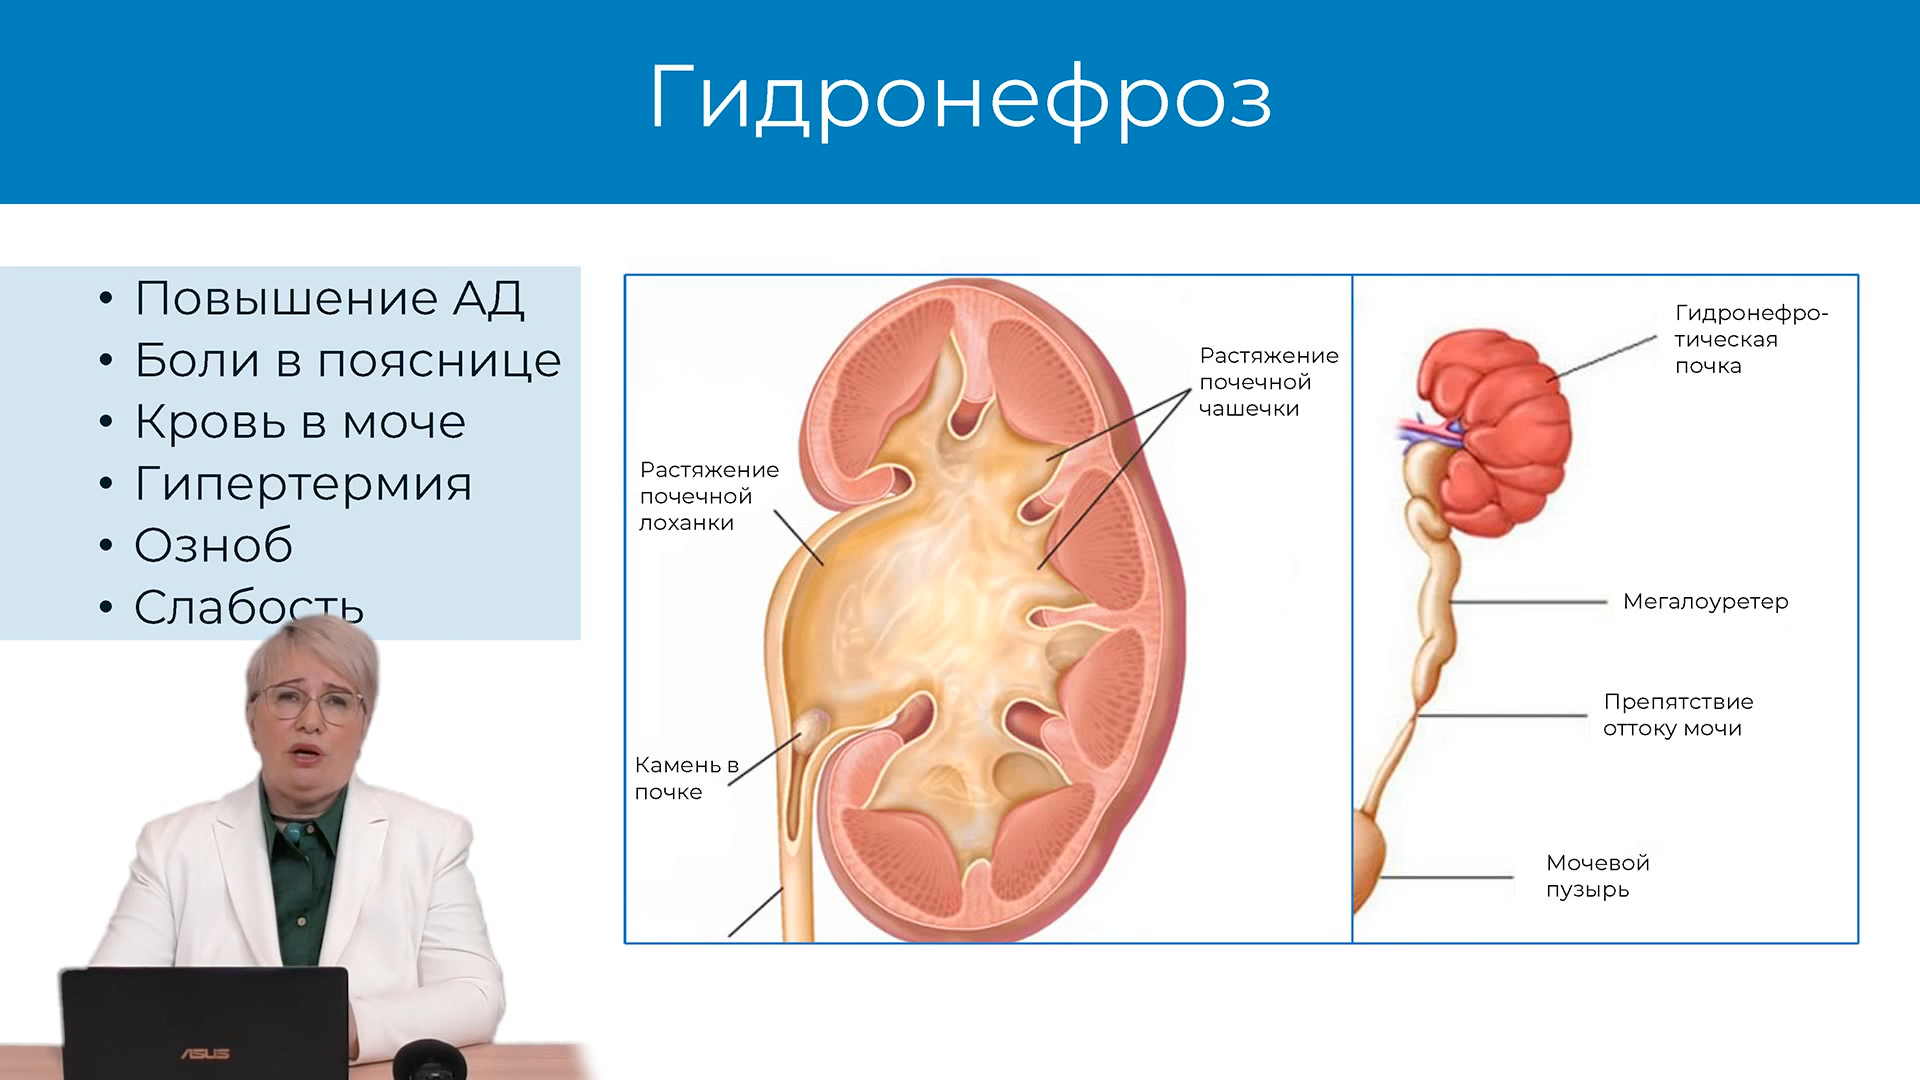 Гидронефроз
• Повышение АД
• Боли в пояснице
• Кровь в моче
• Гипертермия
• Озноб
• Слабость
Растяжение
почечной
лоханки
Камень в
почке
Растяжение
почечной
чашечки
Гидронефро-
тическая
почка
Мегалоуретер
Препятствие
оттоку мочи
Мочевой
пузырь
ASUS